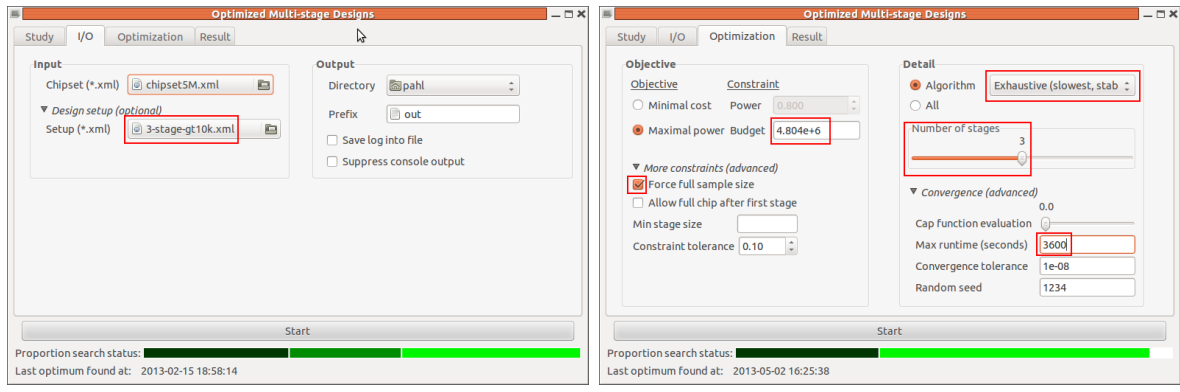 Optimized Multi-stage Designs
Study I/O Optimization Result
Input
Chipset (*.xml) chipset5M.xml
Design setup (optional)
Setup (*.xml) 3-stage-gt10k.xml
Output
Directory pahl
Prefix out
Save log into file
Suppress console output
Start
Proportion search status:
Last optimum found at: 2013-02-15 18:58:14
Optimized Multi-stage Designs
Study I/O Optimization Result
Objective
Objective Constraint
Minimal cost Power 0.800
Maximal power Budget 4.804e+6
More constraints (advanced)
Force full sample size
Allow full chip after first stage
Min stage size
Constraint tolerance 0.10
Detail
Algorithm Exhaustive (slowest, stab
All
Number of stages
3
Convergence (advanced)
0.0
Cap function evaluation
Max runtime (seconds) 3600
Convergence tolerance 1e-08
Random seed 1234
Start
Proportion search status:
Last optimum found at: 2013-05-02 16:25:38